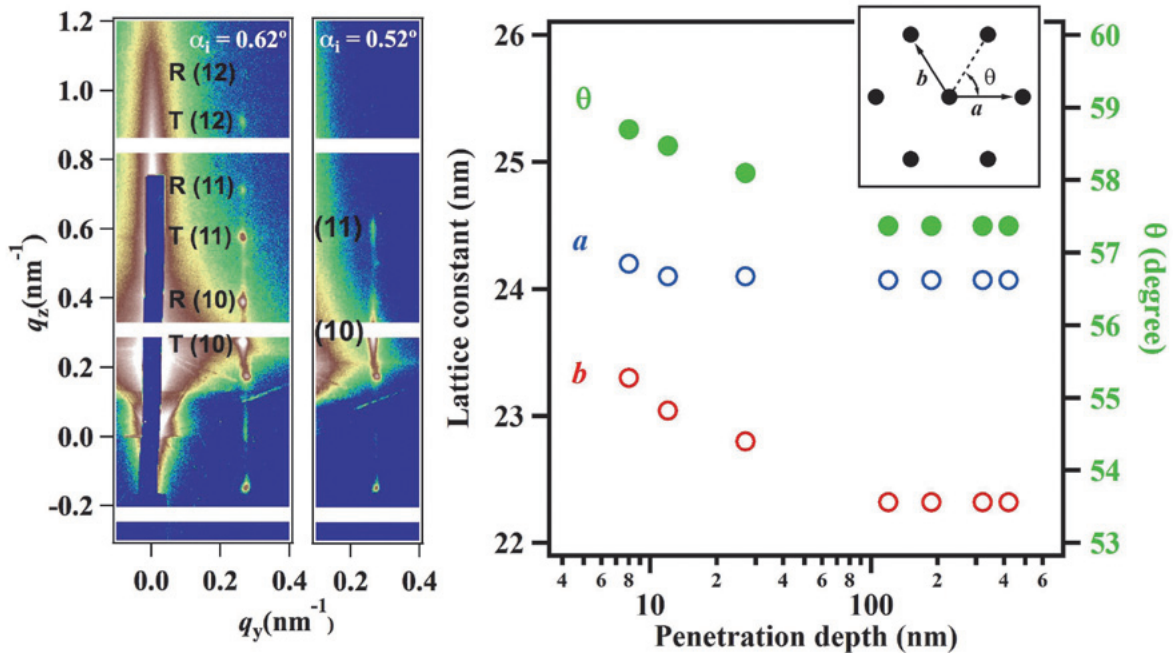 1.2
1.0
0.8
0.6
0.4
0.2
0.0
-0.2
q_z(nm⁻¹)
α_i = 0.62º
R (12)
T (12)
R (11)
T (11)
R (10)
T (10)
0.0 0.2 0.4
α_i = 0.52º
(11)
(10)
0.2 0.4
q_y(nm⁻¹)
26
25
24
23
22
Lattice constant (nm)
θ
a
b
b
θ
a
60
59
58
57
56
55
54
53
θ (degree)
4 6 8 2 4 6 8 2 4 6
10 100
Penetration depth (nm)